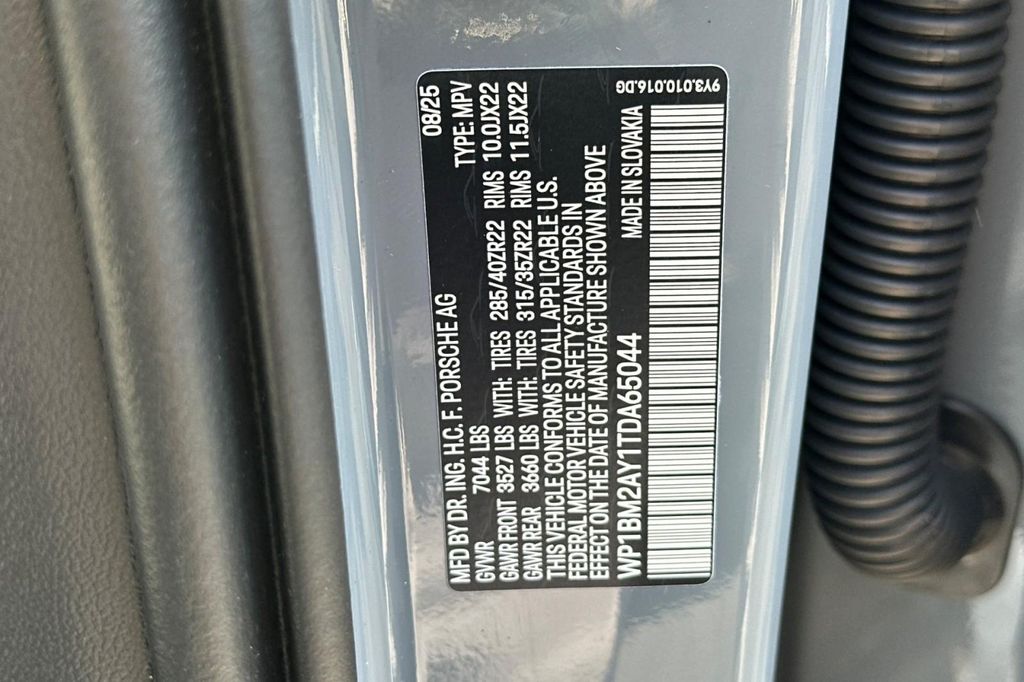 MFD BY DR. ING. H.C. F. PORSCHE AG 08/25
GVWR 7044 LBS TYPE: MPV
GAWR FRONT 3527 LBS WITH: TIRES 285/40ZR22 RIMS 10.0JX22
GAWR REAR 3660 LBS WITH: TIRES 315/35ZR22 RIMS 11.5JX22
THIS VEHICLE CONFORMS TO ALL APPLICABLE U.S.
FEDERAL MOTOR VEHICLE SAFETY STANDARDS IN
EFFECT ON THE DATE OF MANUFACTURE SHOWN ABOVE
WP1BM2AY1TDA65044 MADE IN SLOVAKIA
9Y3.010.016.DG